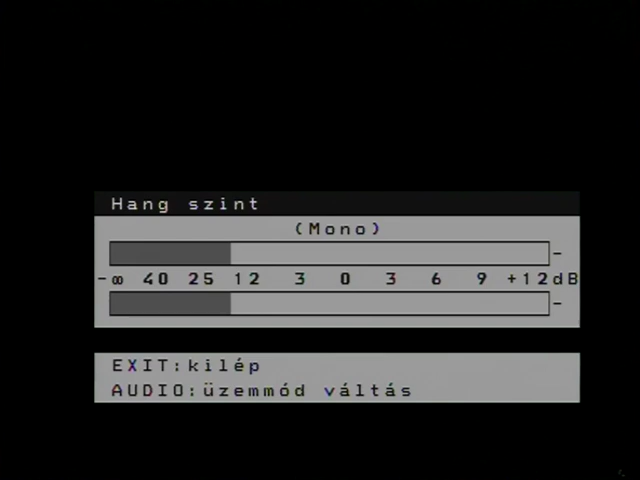 Hang szint
(Mono)
-
-∞ 40 25 12 3 0 3 6 9 +12dB
-
EXIT:kilép
AUDIO:üzemmód váltás